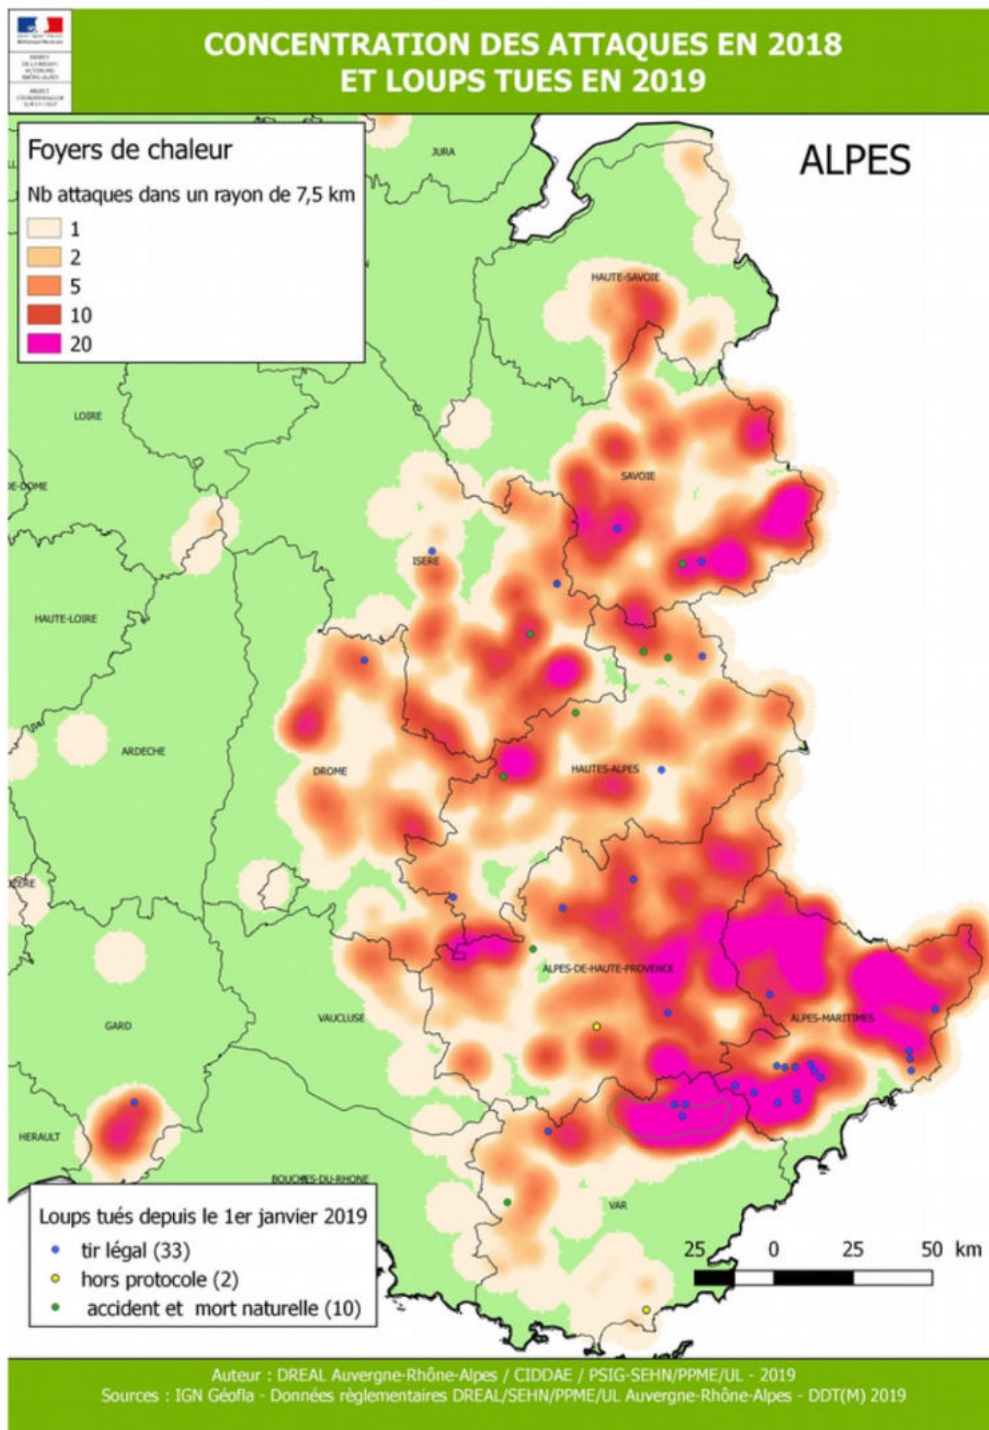 CONCENTRATION DES ATTAQUES EN 2018
ET LOUPS TUES EN 2019
Foyers de chaleur
Nb attaques dans un rayon de 7,5 km
1
2
5
10
20
ALPES
JURA
HAUTE-SAVOIE
LOIRE
SAVOIE
DE-DOME
ISERE
HAUTE-LOIRE
ARDECHE
DROME
HAUTES-ALPES
OZERE
ALPES-DE-HAUTE-PROVENCE
GARD
VAUCLUSE
ALPES-MARITIMES
HERAULT
BOUCHES-DU-RHONE
VAR
Loups tués depuis le 1er janvier 2019
tir légal (33)
hors protocole (2)
accident et mort naturelle (10)
25 0 25 50 km
Auteur : DREAL Auvergne-Rhône-Alpes / CIDDAE / PSIG-SEHN/PPME/UL - 2019
Sources : IGN Géofla - Données règlementaires DREAL/SEHN/PPME/UL Auvergne-Rhône-Alpes - DDT(M) 2019